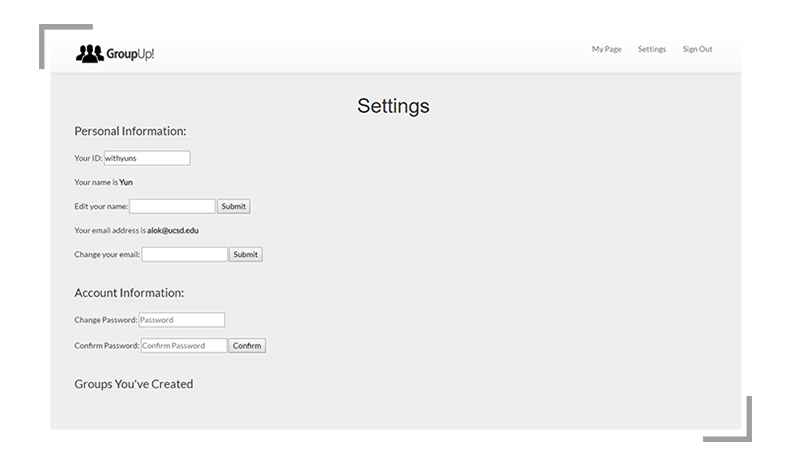 GroupUp!
My Page Settings Sign Out
Settings
Personal Information:
Your ID: withyuns
Your name is Yun
Edit your name: Submit
Your email address is alok@ucsd.edu
Change your email: Submit
Account Information:
Change Password: Password
Confirm Password: Confirm Password Confirm
Groups You've Created